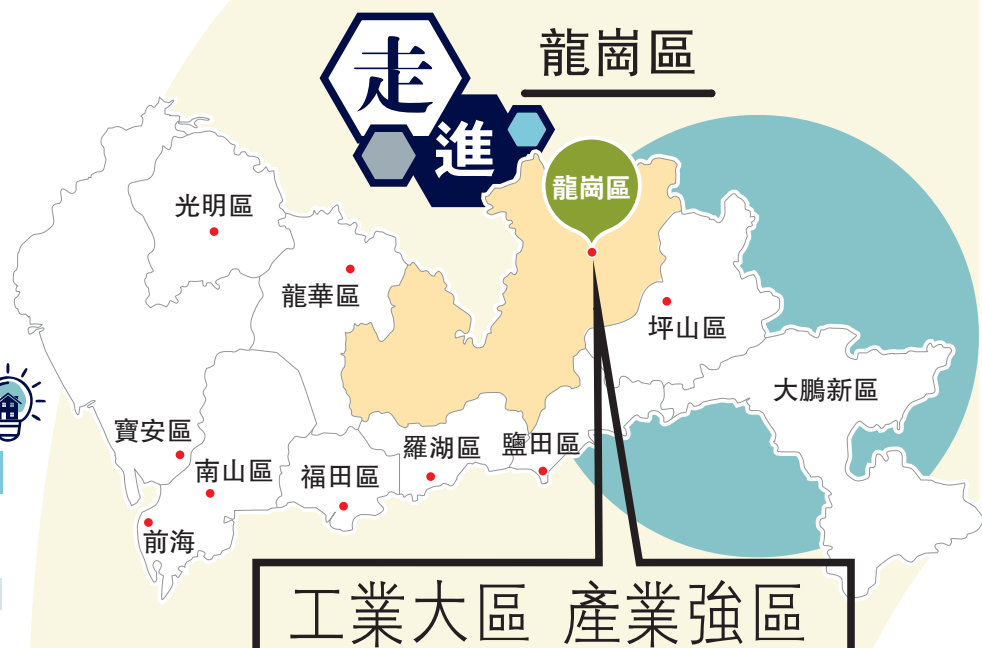 走進
龍崗區
龍崗區
光明區
龍華區
坪山區
大鵬新區
寶安區
南山區
福田區
羅湖區
鹽田區
前海
工業大區 產業強區